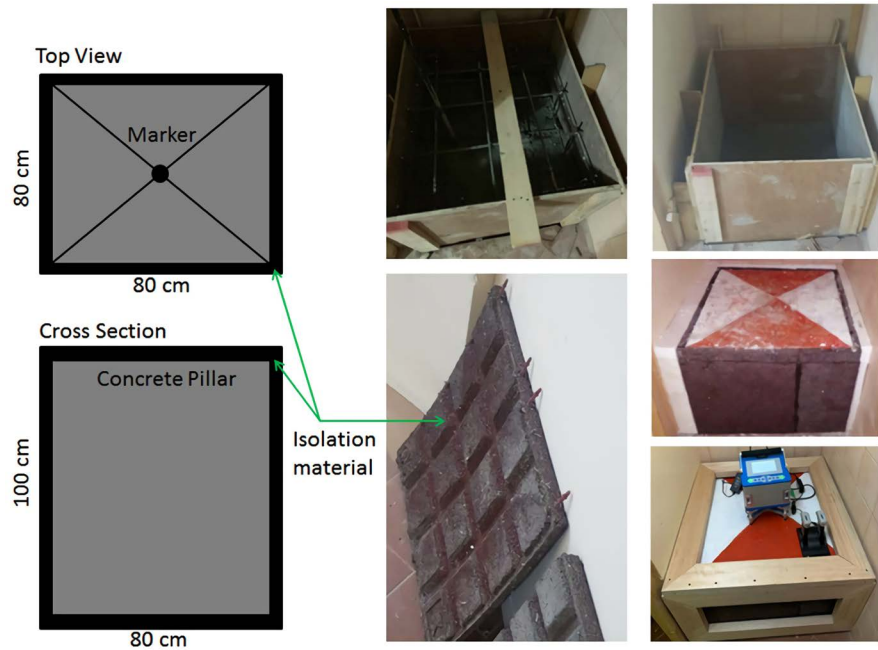 Top View
Marker
80 cm
80 cm
Cross Section
Concrete Pillar
100 cm
Isolation
material
80 cm